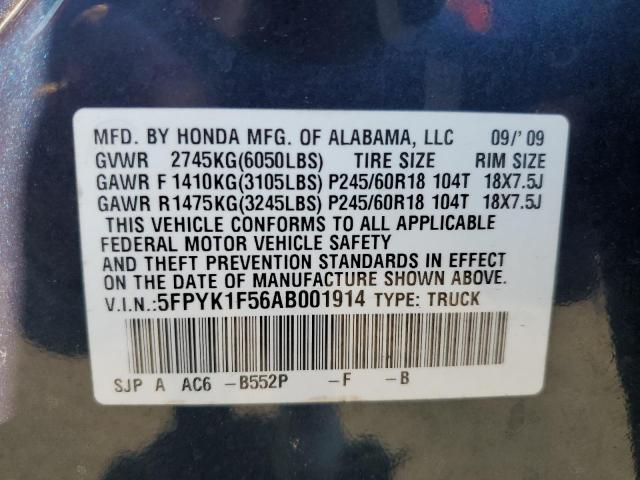 MFD. BY HONDA MFG. OF ALABAMA, LLC 09/'09
GVWR 2745KG(6050LBS) TIRE SIZE RIM SIZE
GAWR F 1410KG(3105LBS) P245/60R18 104T 18X7.5J
GAWR R1475KG(3245LBS) P245/60R18 104T 18X7.5J
THIS VEHICLE CONFORMS TO ALL APPLICABLE
FEDERAL MOTOR VEHICLE SAFETY
AND THEFT PREVENTION STANDARDS IN EFFECT
ON THE DATE OF MANUFACTURE SHOWN ABOVE.
V.I.N.:5FPYK1F56AB001914 TYPE: TRUCK
SJP A AC6 -B552P -F -B